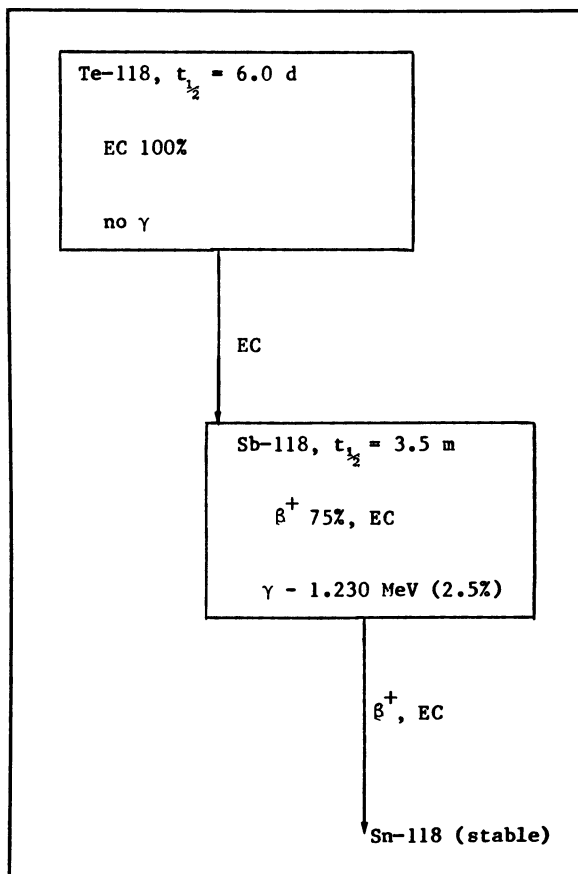 Te-118, t½ = 6.0 d
EC 100%
no γ
EC
Sb-118, t½ = 3.5 m
β+ 75%, EC
γ - 1.230 MeV (2.5%)
β+, EC
Sn-118 (stable)